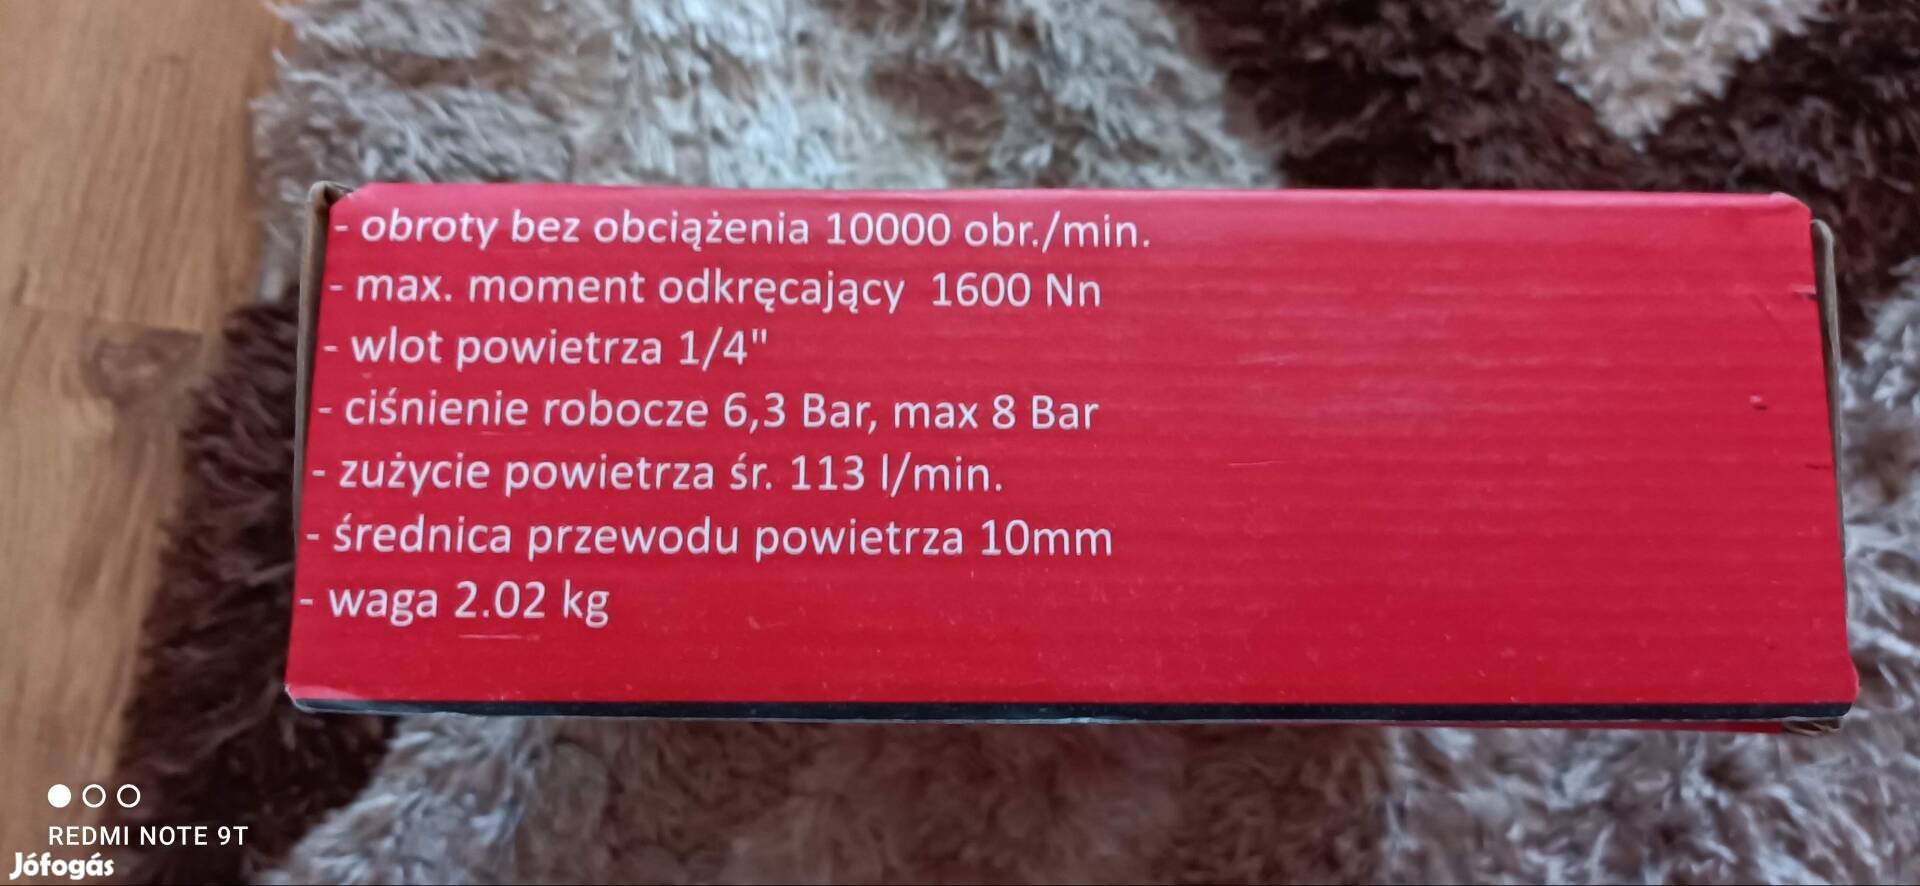 - obroty bez obciążenia 10000 obr./min.
- max. moment odkręcający 1600 Nn
- wlot powietrza 1/4"
- ciśnienie robocze 6,3 Bar, max 8 Bar
- zużycie powietrza śr. 113 l/min.
- średnica przewodu powietrza 10mm
- waga 2.02 kg
REDMI NOTE 9T
Jófogás